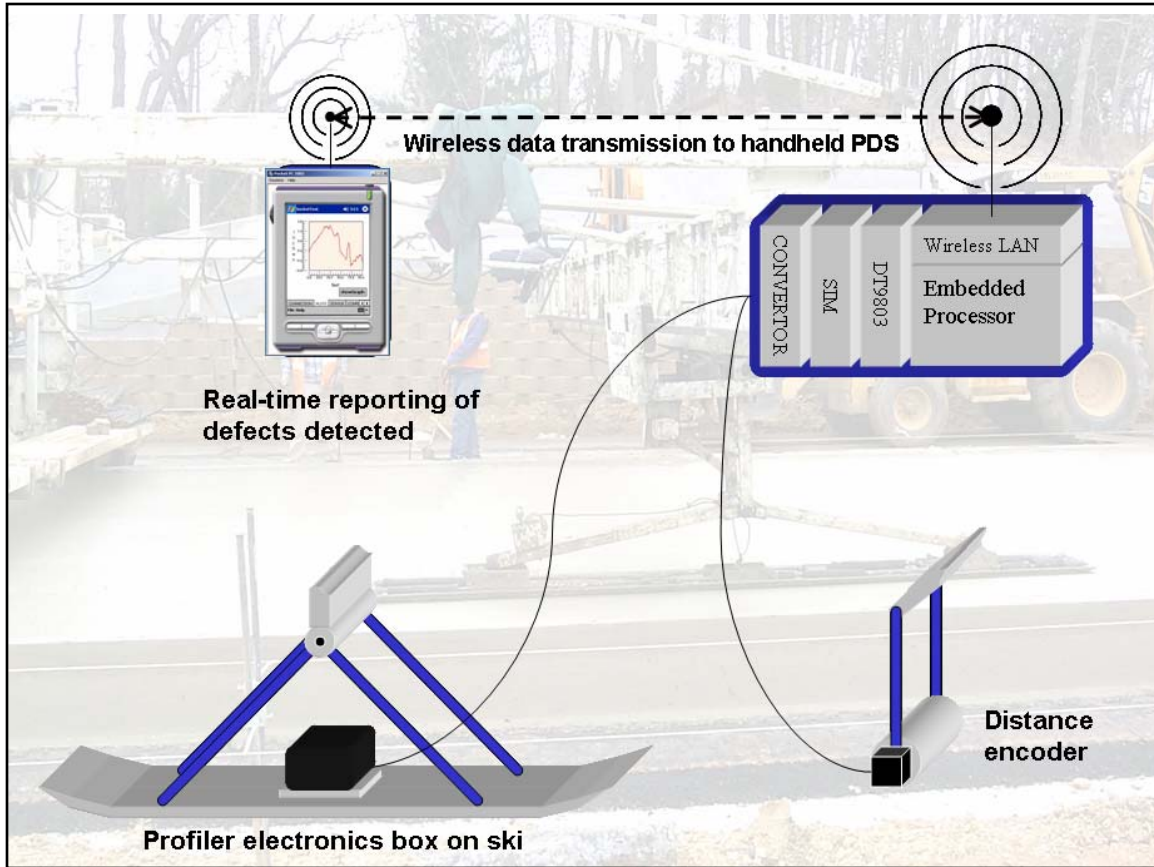 Wireless data transmission to handheld PDS
Real-time reporting of
defects detected
CONVERTOR
SIM
DT9803
Wireless LAN
Embedded
Processor
Distance
encoder
Profiler electronics box on ski